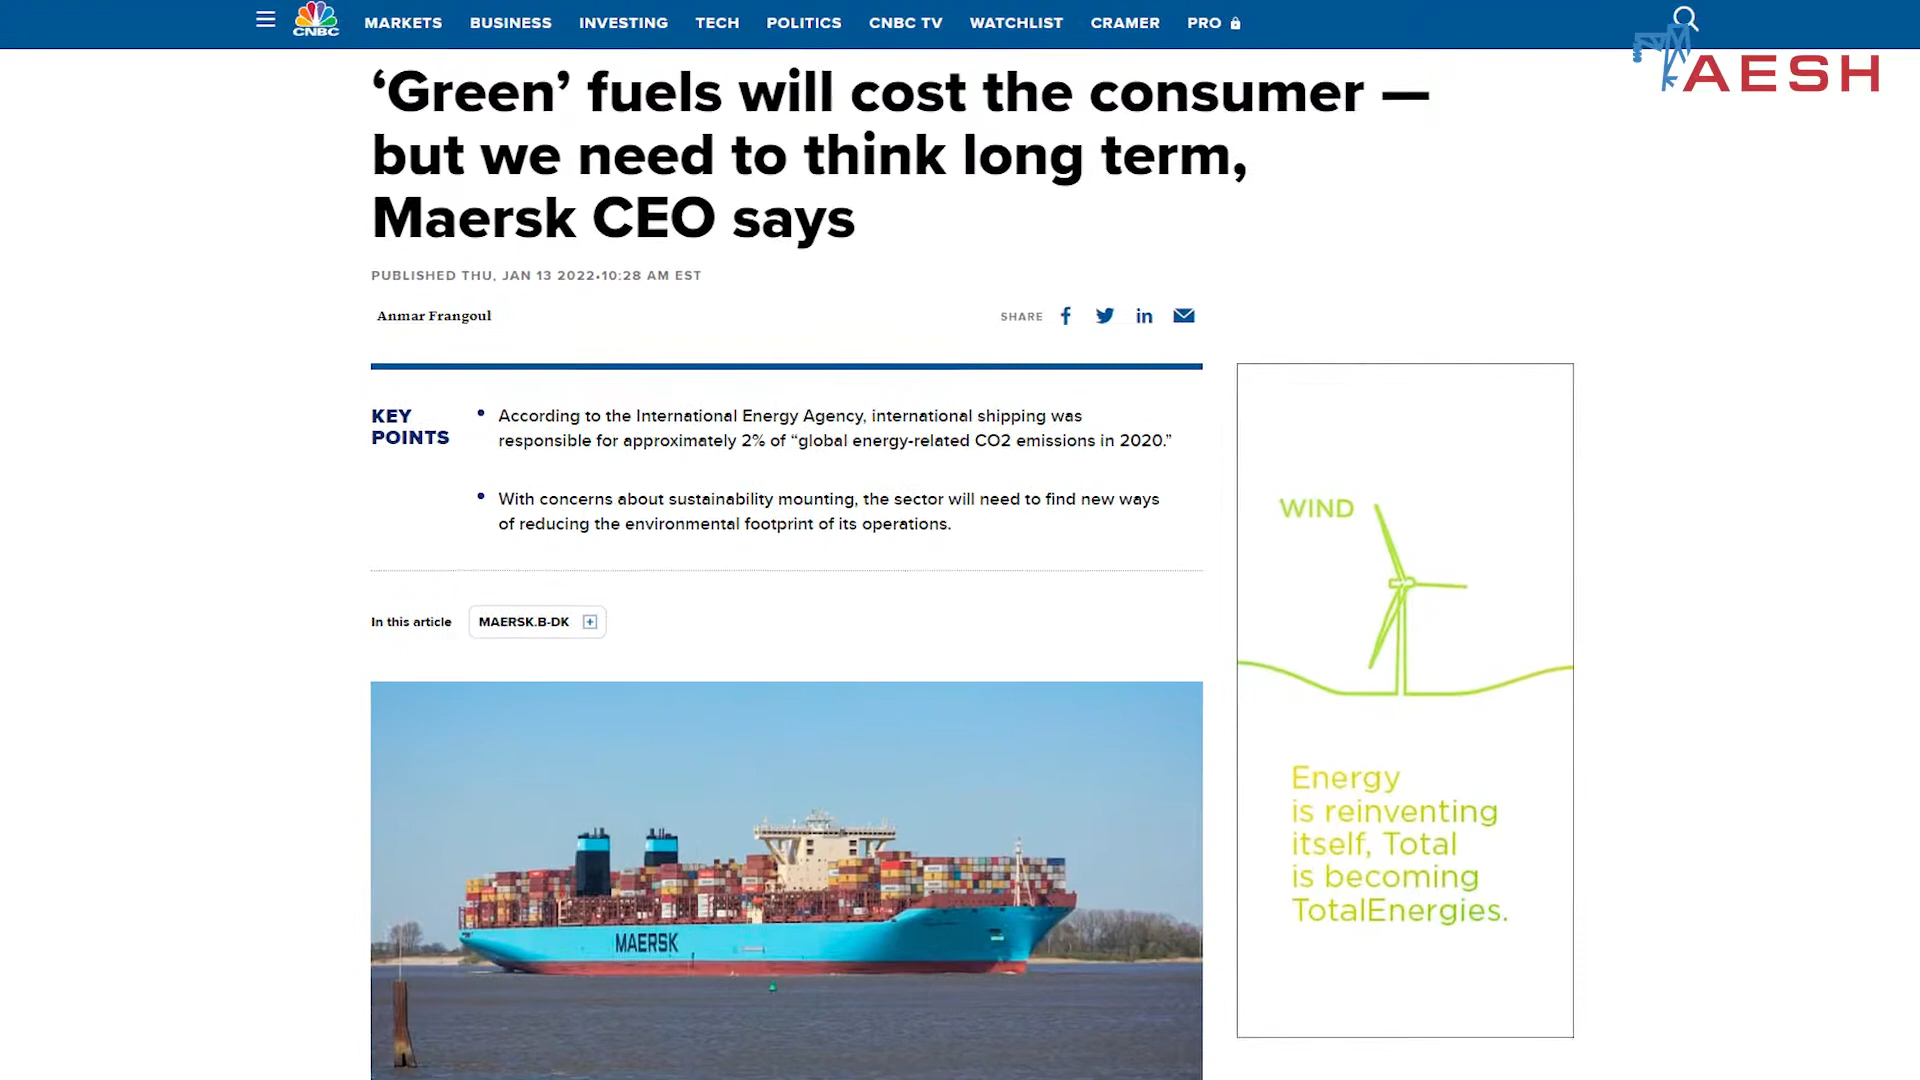 CNBC
MARKETS BUSINESS INVESTING TECH POLITICS CNBC TV WATCHLIST CRAMER PRO
AESH
‘Green’ fuels will cost the consumer —
but we need to think long term,
Maersk CEO says
PUBLISHED THU, JAN 13 2022•10:28 AM EST
Anmar Frangoul
SHARE
KEY
POINTS
According to the International Energy Agency, international shipping was
responsible for approximately 2% of “global energy-related CO2 emissions in 2020.”
With concerns about sustainability mounting, the sector will need to find new ways
of reducing the environmental footprint of its operations.
In this article
MAERSK.B-DK
MAERSK
WIND
Energy
is reinventing
itself, Total
is becoming
TotalEnergies.